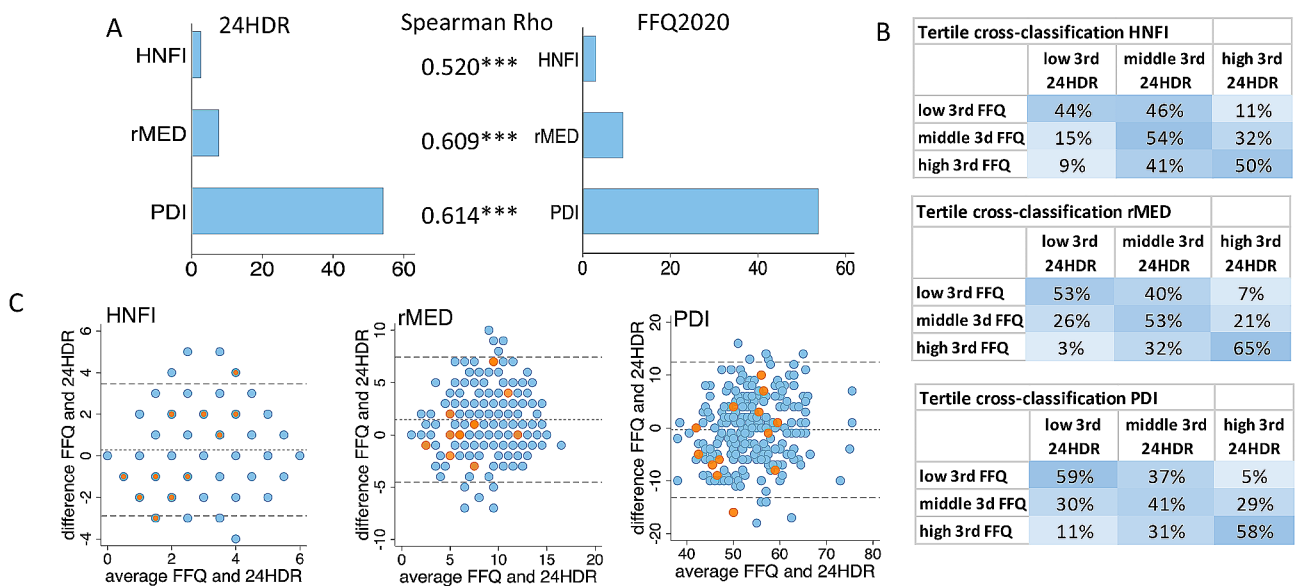 A
24HDR
Spearman Rho
FFQ2020
HNFI
0.520***
HNFI
rMED
0.609***
rMED
PDI
0.614***
PDI
0 20 40 60
0 20 40 60
B
Tertile cross-classification HNFI
low 3rd 24HDR middle 3rd 24HDR high 3rd 24HDR
low 3rd FFQ 44% 46% 11%
middle 3d FFQ 15% 54% 32%
high 3rd FFQ 9% 41% 50%
Tertile cross-classification rMED
low 3rd 24HDR middle 3rd 24HDR high 3rd 24HDR
low 3rd FFQ 53% 40% 7%
middle 3d FFQ 26% 53% 21%
high 3rd FFQ 3% 32% 65%
Tertile cross-classification PDI
low 3rd 24HDR middle 3rd 24HDR high 3rd 24HDR
low 3rd FFQ 59% 37% 5%
middle 3d FFQ 30% 41% 29%
high 3rd FFQ 11% 31% 58%
C
HNFI
difference FFQ and 24HDR
6
4
2
0
-2
-4
0 2 4 6
average FFQ and 24HDR
rMED
difference FFQ and 24HDR
10
5
0
-5
-10
0 5 10 15 20
average FFQ and 24HDR
PDI
difference FFQ and 24HDR
20
10
0
-10
-20
40 50 60 70 80
average FFQ and 24HDR